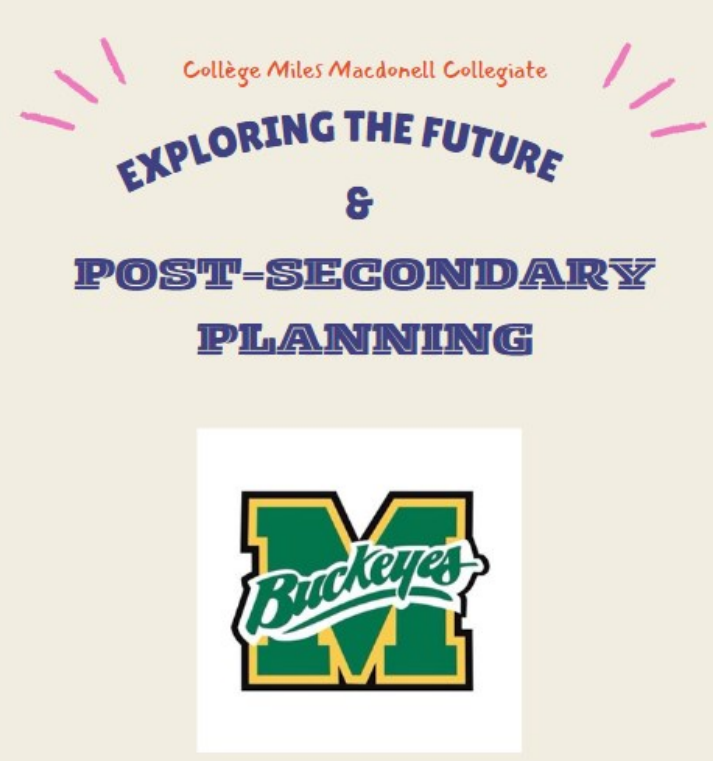 Collège Miles Macdonell Collegiate
EXPLORING THE FUTURE
&
POST-SECONDARY
PLANNING
M
Buckeyes